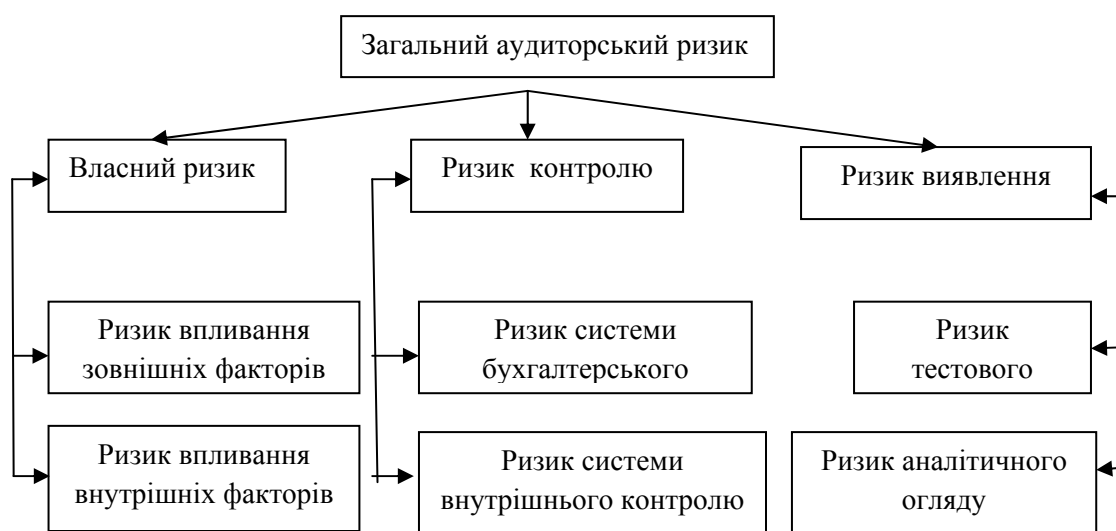 Загальний аудиторський ризик
Власний ризик
Ризик контролю
Ризик виявлення
Ризик впливання
зовнішніх факторів
Ризик системи
бухгалтерського
Ризик
тестового
Ризик впливання
внутрішніх факторів
Ризик системи
внутрішнього контролю
Ризик аналітичного
огляду